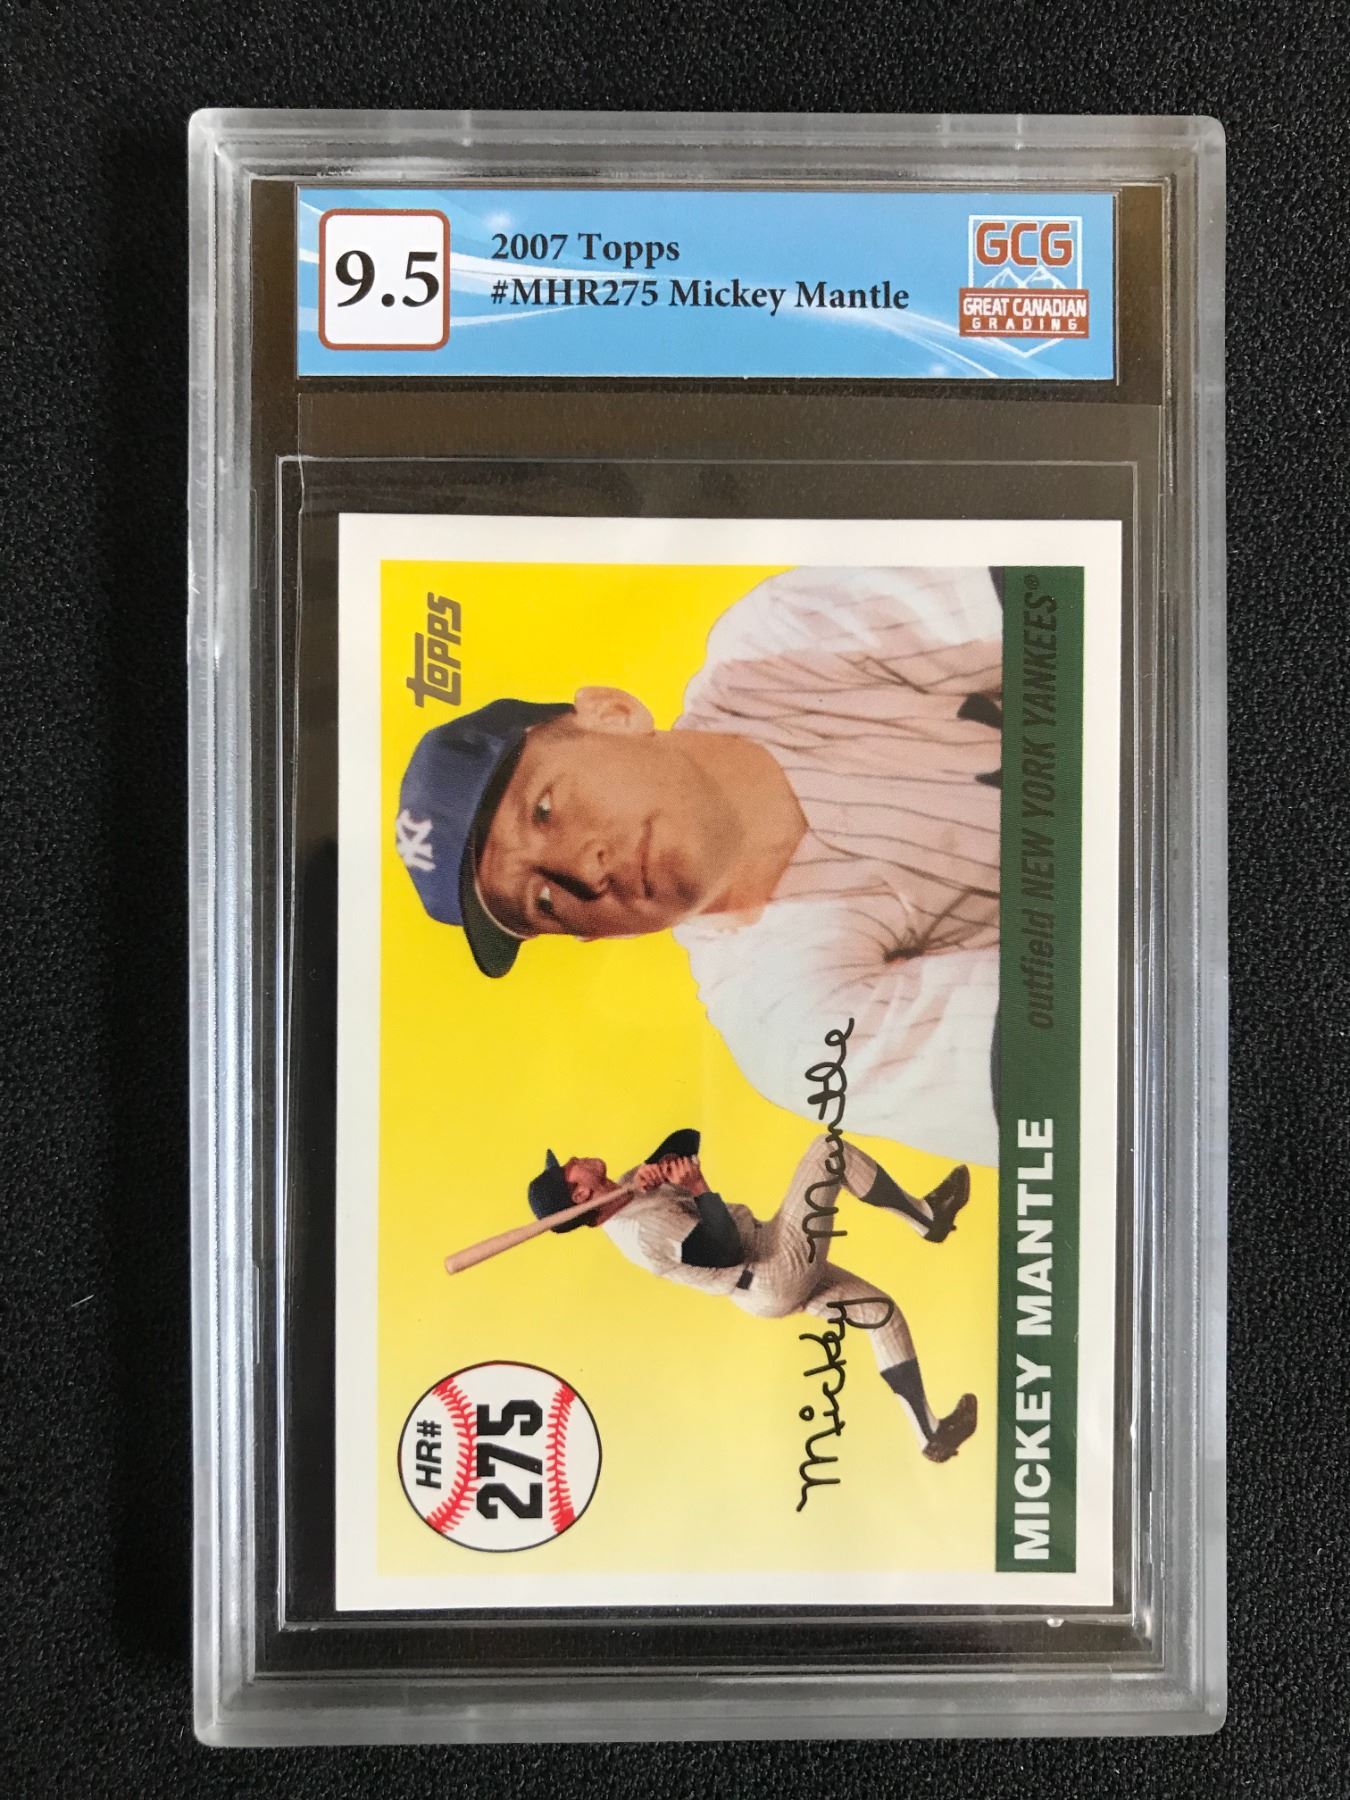 9.5
2007 Topps
#MHR275 Mickey Mantle
GCG
GREAT CANADIAN
GRADING
topps
NY
HR#
275
Mickey Mantle
MICKEY MANTLE outfield NEW YORK YANKEES®